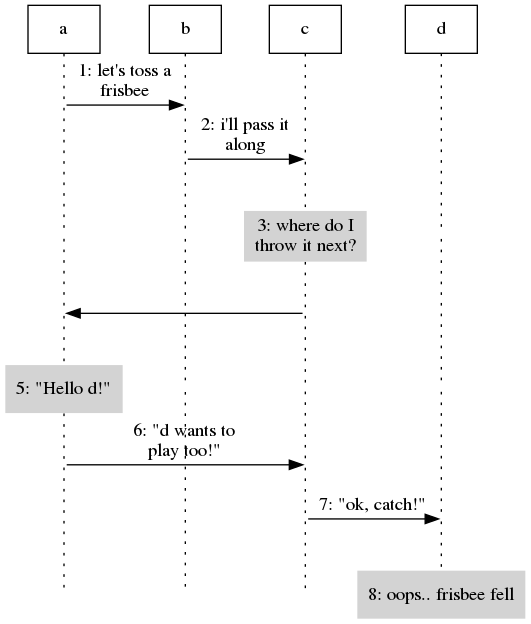 a
b
c
d
1: let's toss a
frisbee
2: i'll pass it
along
3: where do I
throw it next?
5: "Hello d!"
6: "d wants to
play too!"
7: "ok, catch!"
8: oops.. frisbee fell